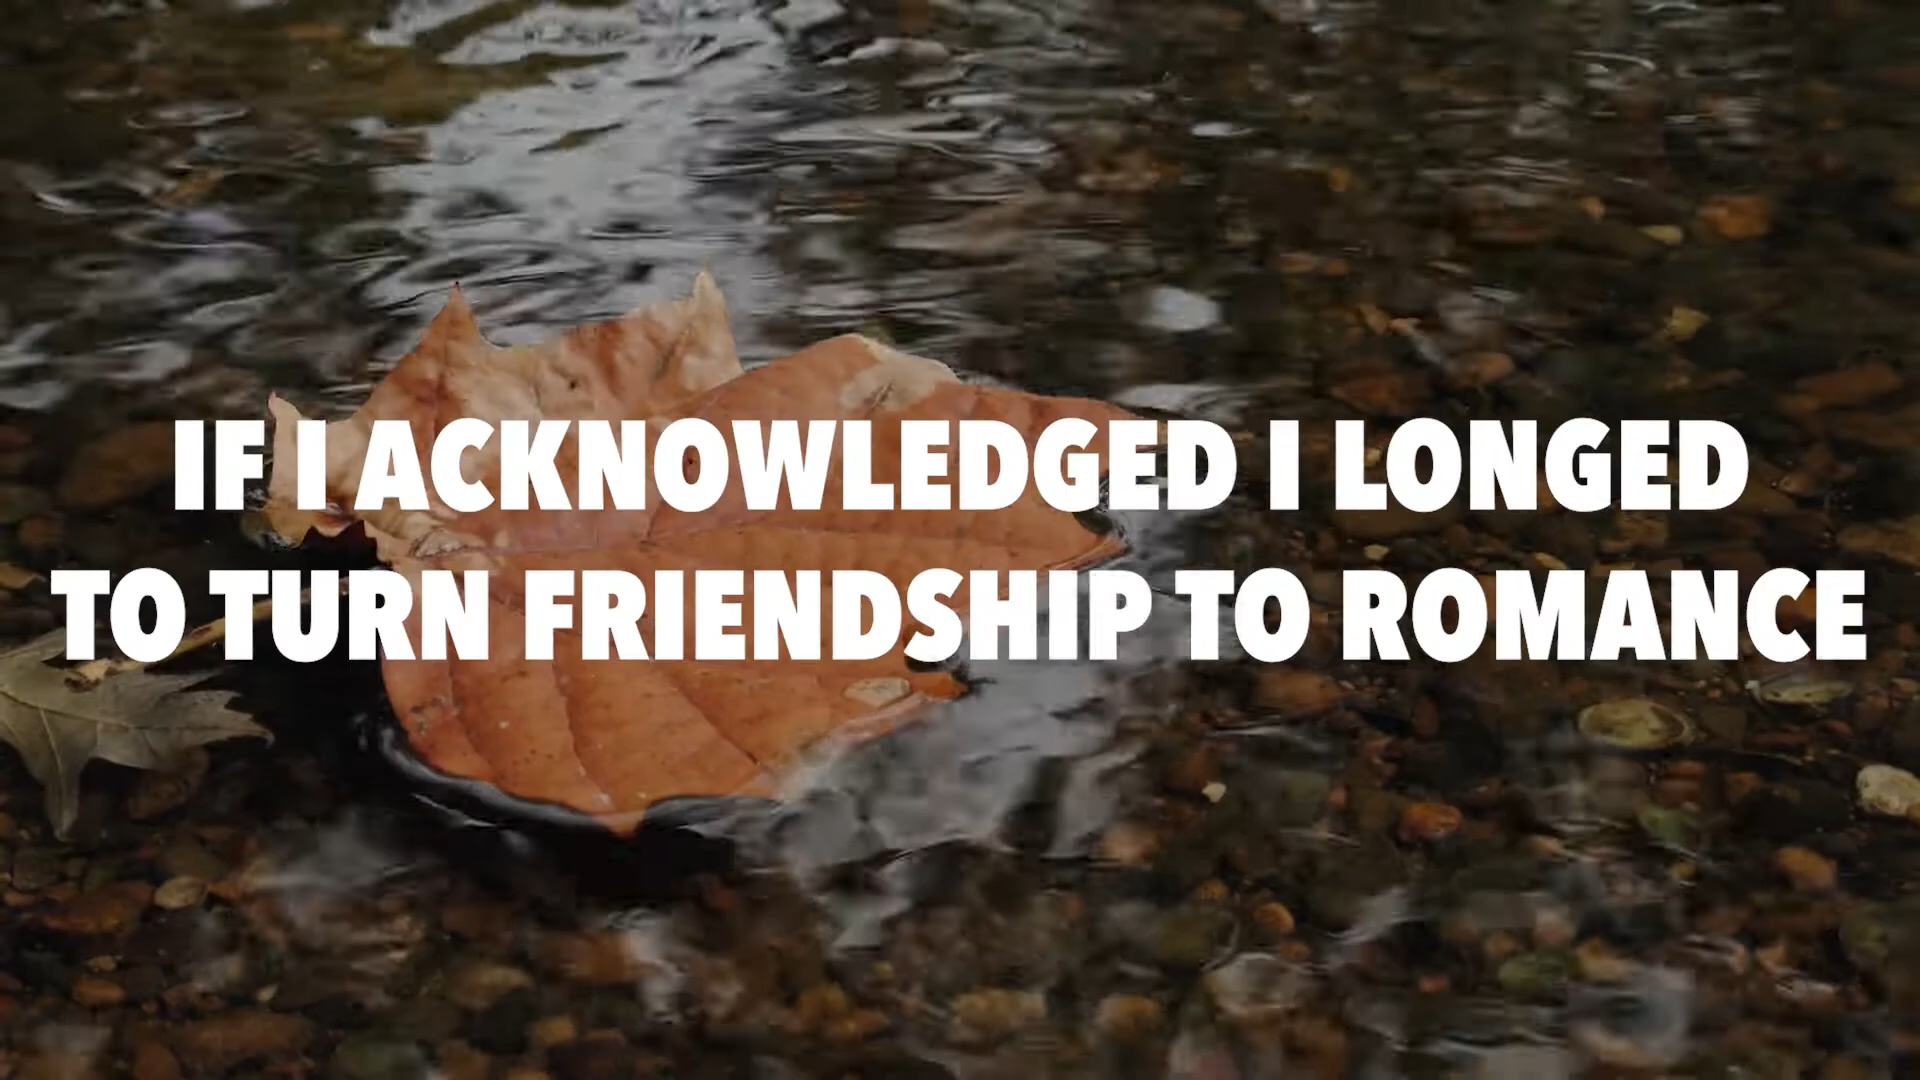 IF I ACKNOWLEDGED I LONGED
TO TURN FRIENDSHIP TO ROMANCE